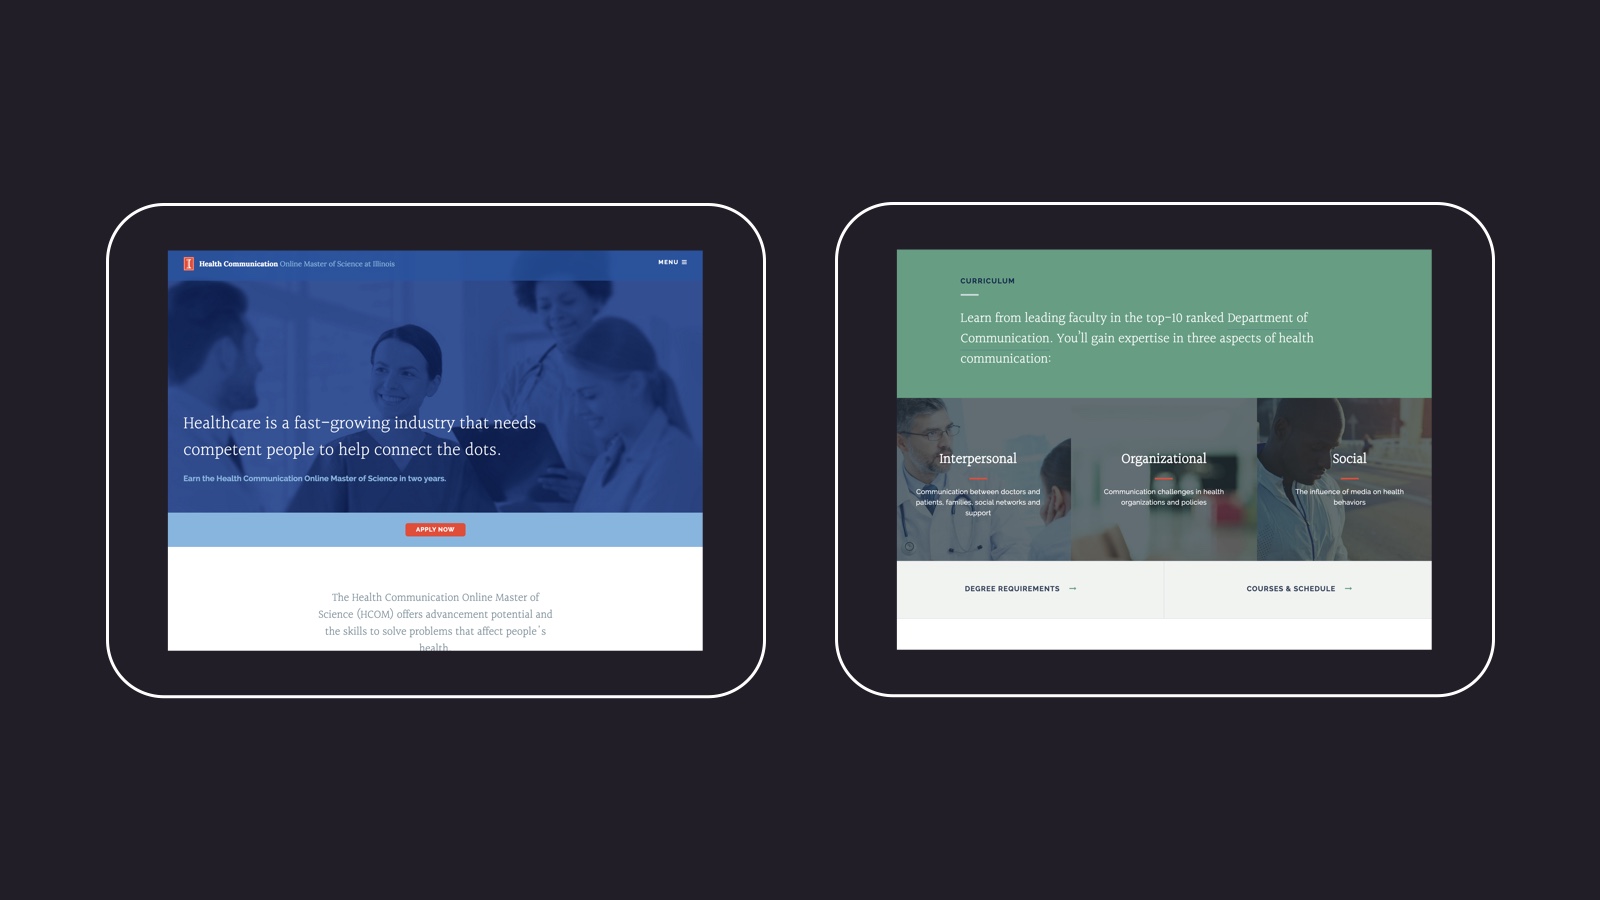 Health Communication Online Master of Science at Illinois
MENU
Healthcare is a fast-growing industry that needs
competent people to help connect the dots.
Earn the Health Communication Online Master of Science in two years.
APPLY NOW
The Health Communication Online Master of
Science (HCOM) offers advancement potential and
the skills to solve problems that affect people's
health
CURRICULUM
Learn from leading faculty in the top-10 ranked Department of
Communication. You'll gain expertise in three aspects of health
communication:
Interpersonal
Communication between doctors and
patients, families, social networks and
support
Organizational
Communication challenges in health
organizations and policies
Social
The influence of media on health
behaviors
DEGREE REQUIREMENTS →
COURSES & SCHEDULE →